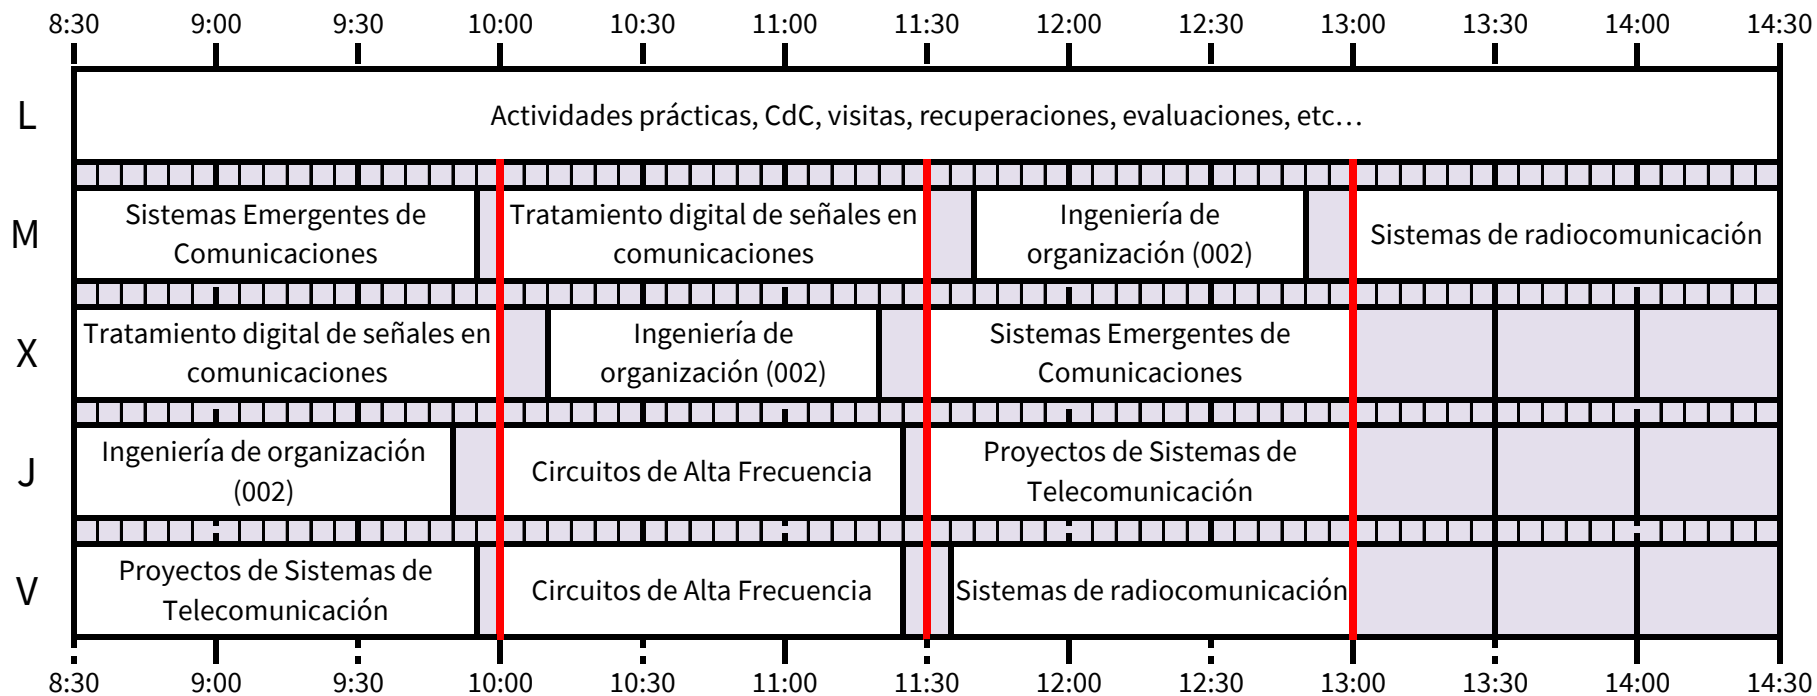 8:30 9:00 9:30 10:00 10:30 11:00 11:30 12:00 12:30 13:00 13:30 14:00 14:30
L
Actividades prácticas, CdC, visitas, recuperaciones, evaluaciones, etc...
M
Sistemas Emergentes de
Comunicaciones
Tratamiento digital de señales en
comunicaciones
Ingeniería de
organización (002)
Sistemas de radiocomunicación
X
Tratamiento digital de señales en
comunicaciones
Ingeniería de
organización (002)
Sistemas Emergentes de
Comunicaciones
J
Ingeniería de organización
(002)
Circuitos de Alta Frecuencia
Proyectos de Sistemas de
Telecomunicación
V
Proyectos de Sistemas de
Telecomunicación
Circuitos de Alta Frecuencia
Sistemas de radiocomunicación
8:30 9:00 9:30 10:00 10:30 11:00 11:30 12:00 12:30 13:00 13:30 14:00 14:30